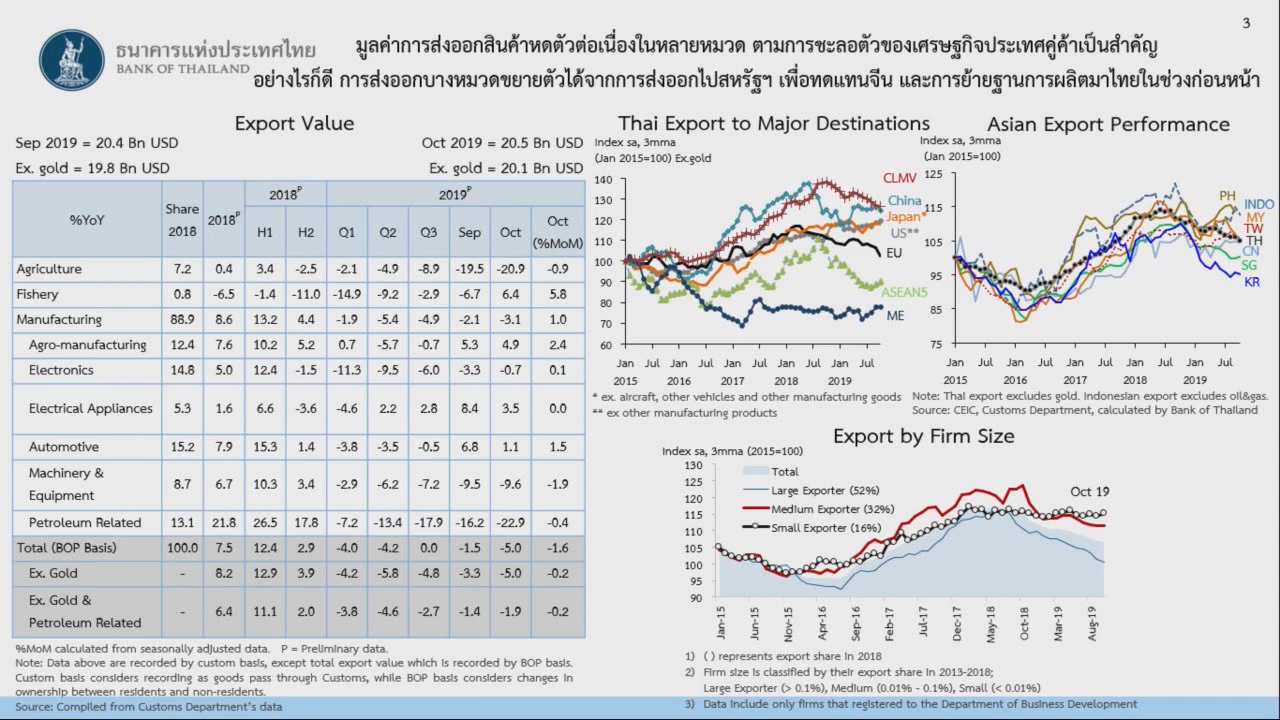 3
ธนาคารแห่งประเทศไทย
BANK OF THAILAND
มูลค่าการส่งออกสินค้าหดตัวต่อเนื่องในหลายหมวด ตามการชะลอตัวของเศรษฐกิจประเทศคู่ค้าเป็นสำคัญ
อย่างไรก็ดี การส่งออกบางหมวดขยายตัวได้จากการส่งออกไปสหรัฐฯ เพื่อทดแทนจีน และการย้ายฐานการผลิตมาไทยในช่วงก่อนหน้า
Export Value
Sep 2019 = 20.4 Bn USD Oct 2019 = 20.5 Bn USD
Ex. gold = 19.8 Bn USD Ex. gold = 20.1 Bn USD
%YoY Share 2018 2018P 2018P 2019P
H1 H2 Q1 Q2 Q3 Sep Oct Oct (%MoM)
Agriculture 7.2 0.4 3.4 -2.5 -2.1 -4.9 -8.9 -19.5 -20.9 -0.9
Fishery 0.8 -6.5 -1.4 -11.0 -14.9 -9.2 -2.9 -6.7 6.4 5.8
Manufacturing 88.9 8.6 13.2 4.4 -1.9 -5.4 -4.9 -2.1 -3.1 1.0
Agro-manufacturing 12.4 7.6 10.2 5.2 0.7 -5.7 -0.7 5.3 4.9 2.4
Electronics 14.8 5.0 12.4 -1.5 -11.3 -9.5 -6.0 -3.3 -0.7 0.1
Electrical Appliances 5.3 1.6 6.6 -3.6 -4.6 2.2 2.8 8.4 3.5 0.0
Automotive 15.2 7.9 15.3 1.4 -3.8 -3.5 -0.5 6.8 1.1 1.5
Machinery &
Equipment 8.7 6.7 10.3 3.4 -2.9 -6.2 -7.2 -9.5 -9.6 -1.9
Petroleum Related 13.1 21.8 26.5 17.8 -7.2 -13.4 -17.9 -16.2 -22.9 -0.4
Total (BOP Basis) 100.0 7.5 12.4 2.9 -4.0 -4.2 0.0 -1.5 -5.0 -1.6
Ex. Gold - 8.2 12.9 3.9 -4.2 -5.8 -4.8 -3.3 -5.0 -0.2
Ex. Gold &
Petroleum Related - 6.4 11.1 2.0 -3.8 -4.6 -2.7 -1.4 -1.9 -0.2
%MoM calculated from seasonally adjusted data. P = Preliminary data.
Note: Data above are recorded by custom basis, except total export value which is recorded by BOP basis.
Custom basis considers recording as goods pass through Customs, while BOP basis considers changes in
ownership between residents and non-residents.
Source: Compiled from Customs Department's data
Thai Export to Major Destinations
Index sa, 3mma
(Jan 2015=100) Ex.gold
140
130
120
110
100
90
80
70
60
CLMV
China
Japan*
US**
EU
ASEAN5
ME
Jan Jul Jan Jul Jan Jul Jan Jul Jan Jul
2015 2016 2017 2018 2019
* ex. aircraft, other vehicles and other manufacturing goods
** ex other manufacturing products
Asian Export Performance
Index sa, 3mma
(Jan 2015=100)
125
115
105
95
85
75
PH
INDO
MY
TW
TH
CN
SG
KR
Jan Jul Jan Jul Jan Jul Jan Jul Jan Jul
2015 2016 2017 2018 2019
Note: Thai export excludes gold. Indonesian export excludes oil&gas.
Source: CEIC, Customs Department, calculated by Bank of Thailand
Export by Firm Size
Index sa, 3mma (2015=100)
130
125
120
115
110
105
100
95
90
Total
Large Exporter (52%)
Medium Exporter (32%)
Small Exporter (16%)
Oct 19
Jan-15 Jun-15 Nov-15 Apr-16 Sep-16 Feb-17 Jul-17 Dec-17 May-18 Oct-18 Mar-19 Aug-19
1) ( ) represents export share in 2018
2) Firm size is classified by their export share in 2013-2018;
Large Exporter (> 0.1%), Medium (0.01% - 0.1%), Small (< 0.01%)
3) Data include only firms that registered to the Department of Business Development